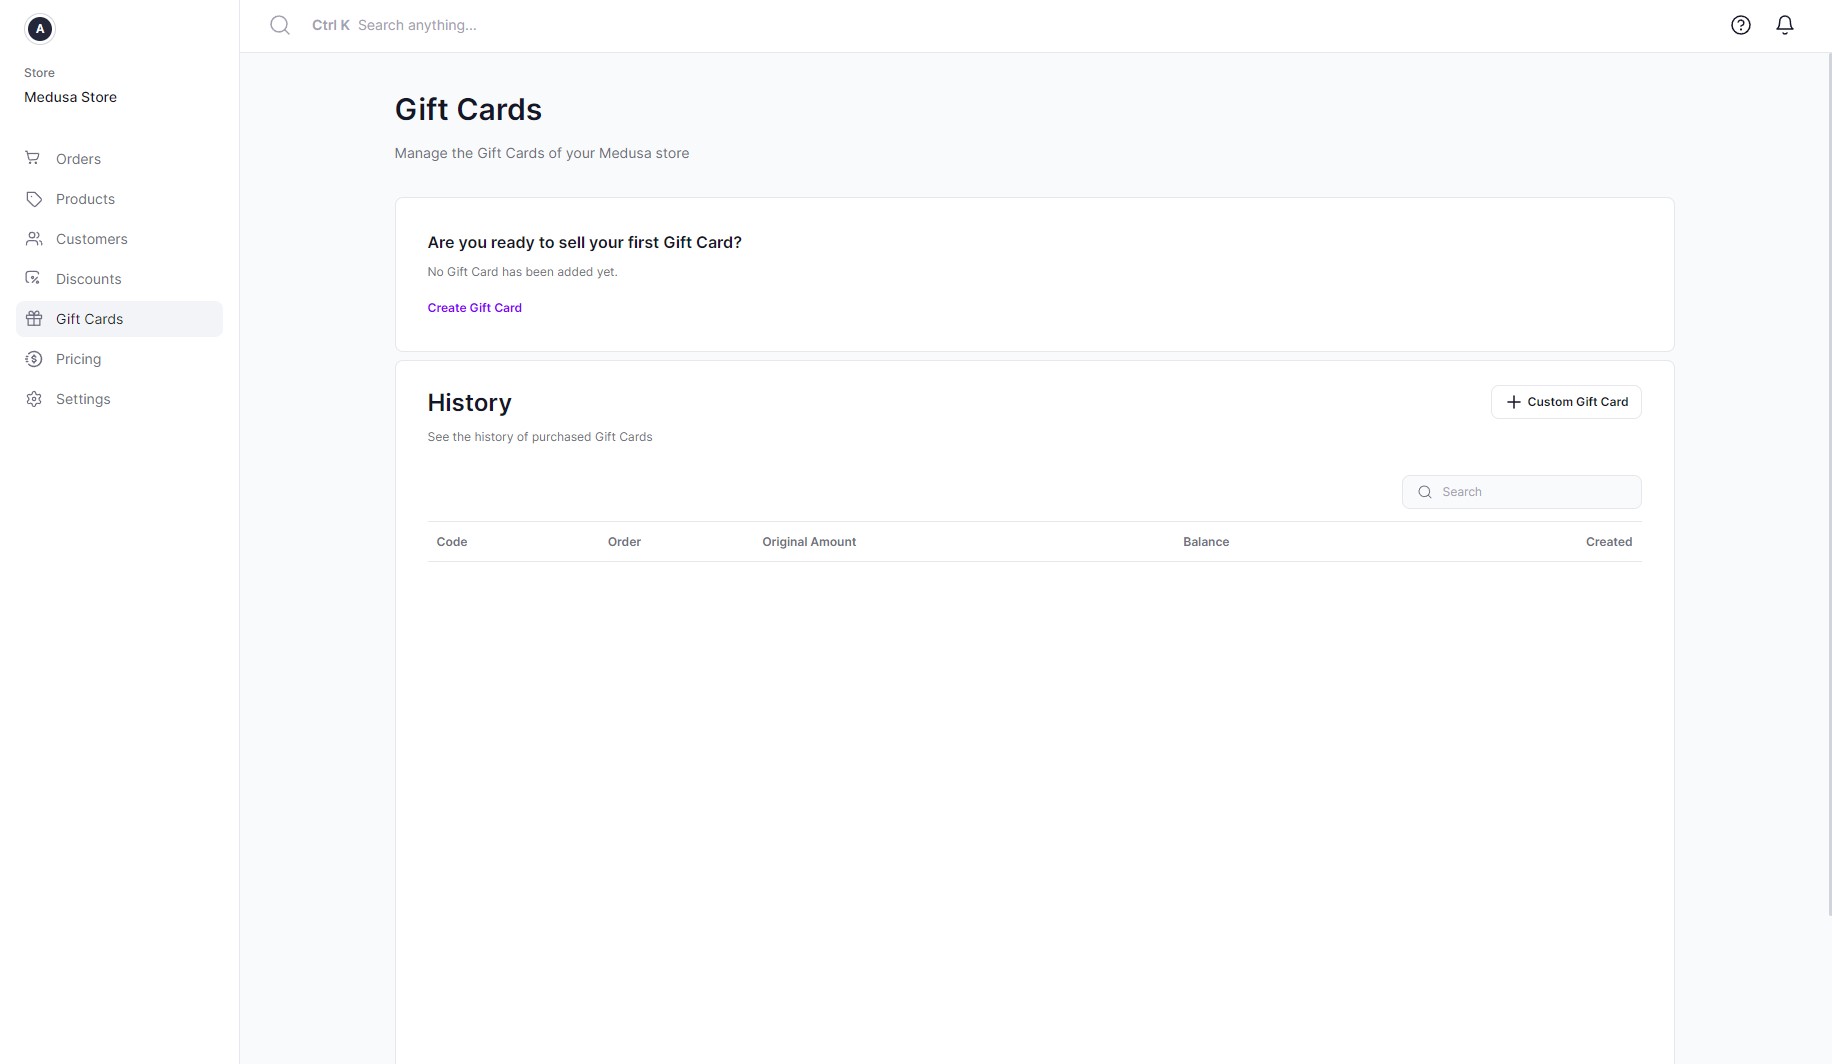 A
Store
Medusa Store
Orders
Products
Customers
Discounts
Gift Cards
Pricing
Settings
Ctrl K Search anything...
Gift Cards
Manage the Gift Cards of your Medusa store
Are you ready to sell your first Gift Card?
No Gift Card has been added yet.
Create Gift Card
History
Custom Gift Card
See the history of purchased Gift Cards
Search
Code Order Original Amount Balance Created